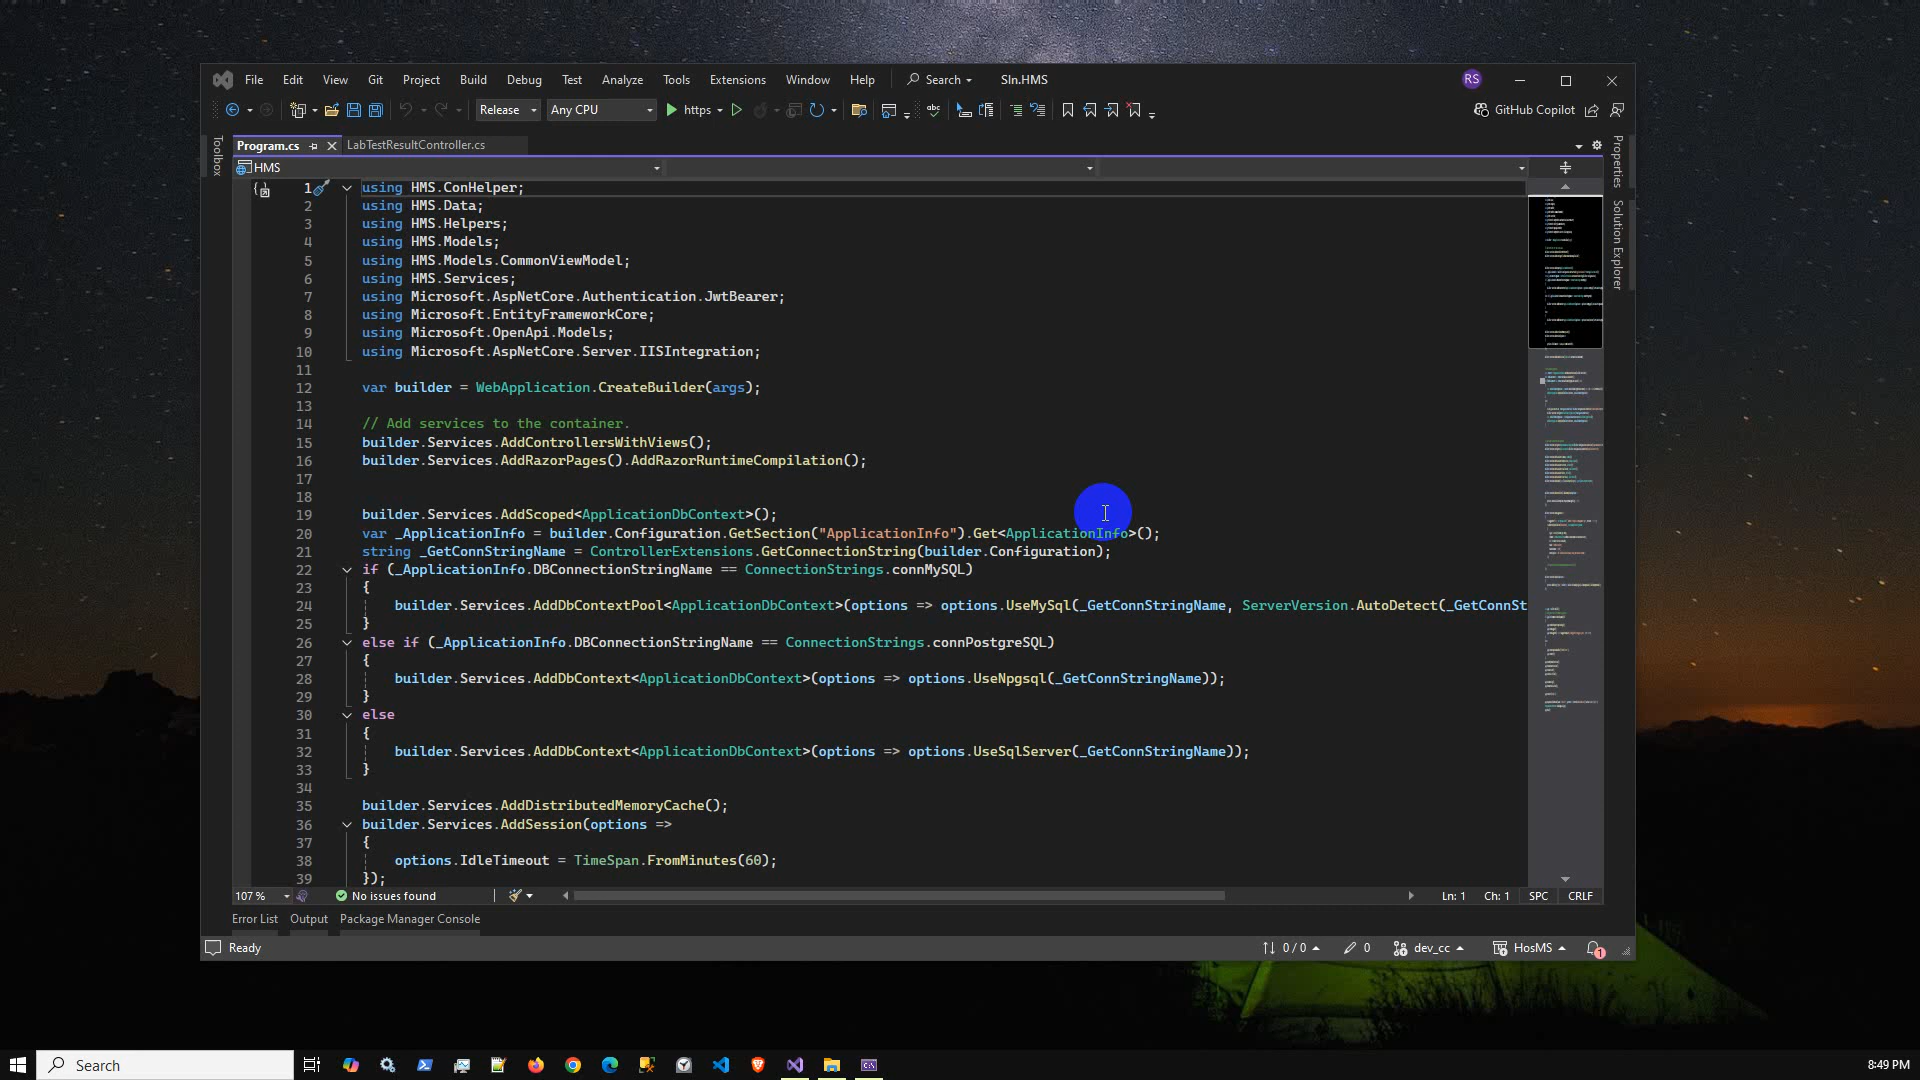 File Edit View Git Project Build Debug Test Analyze Tools Extensions Window Help Search Sln.HMS RS
Release Any CPU https GitHub Copilot
Toolbox
Program.cs LabTestResultController.cs
HMS
Properties
Solution Explorer
1 using HMS.ConHelper;
2 using HMS.Data;
3 using HMS.Helpers;
4 using HMS.Models;
5 using HMS.Models.CommonViewModel;
6 using HMS.Services;
7 using Microsoft.AspNetCore.Authentication.JwtBearer;
8 using Microsoft.EntityFrameworkCore;
9 using Microsoft.OpenApi.Models;
10 using Microsoft.AspNetCore.Server.IISIntegration;
11
12 var builder = WebApplication.CreateBuilder(args);
13
14 // Add services to the container.
15 builder.Services.AddControllersWithViews();
16 builder.Services.AddRazorPages().AddRazorRuntimeCompilation();
17
18
19 builder.Services.AddScoped<ApplicationDbContext>();
20 var _ApplicationInfo = builder.Configuration.GetSection("ApplicationInfo").Get<ApplicationInfo>();
21 string _GetConnStringName = ControllerExtensions.GetConnectionString(builder.Configuration);
22 if (_ApplicationInfo.DBConnectionStringName == ConnectionStrings.connMySQL)
23 {
24 builder.Services.AddDbContextPool<ApplicationDbContext>(options => options.UseMySql(_GetConnStringName, ServerVersion.AutoDetect(_GetConnSt
25 }
26 else if (_ApplicationInfo.DBConnectionStringName == ConnectionStrings.connPostgreSQL)
27 {
28 builder.Services.AddDbContext<ApplicationDbContext>(options => options.UseNpgsql(_GetConnStringName));
29 }
30 else
31 {
32 builder.Services.AddDbContext<ApplicationDbContext>(options => options.UseSqlServer(_GetConnStringName));
33 }
34
35 builder.Services.AddDistributedMemoryCache();
36 builder.Services.AddSession(options =>
37 {
38 options.IdleTimeout = TimeSpan.FromMinutes(60);
39 });
107 % No issues found Ln: 1 Ch: 1 SPC CRLF
Error List Output Package Manager Console
Ready 0 / 0 0 dev_cc HosMS 1
Search 8:49 PM